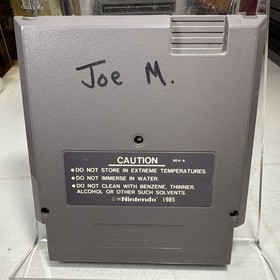 Joe M.
CAUTION REV-A
● DO NOT STORE IN EXTREME TEMPERATURES.
● DO NOT IMMERSE IN WATER.
● DO NOT CLEAN WITH BENZENE, THINNER,
ALCOHOL OR OTHER SUCH SOLVENTS.
©Nintendo 1985